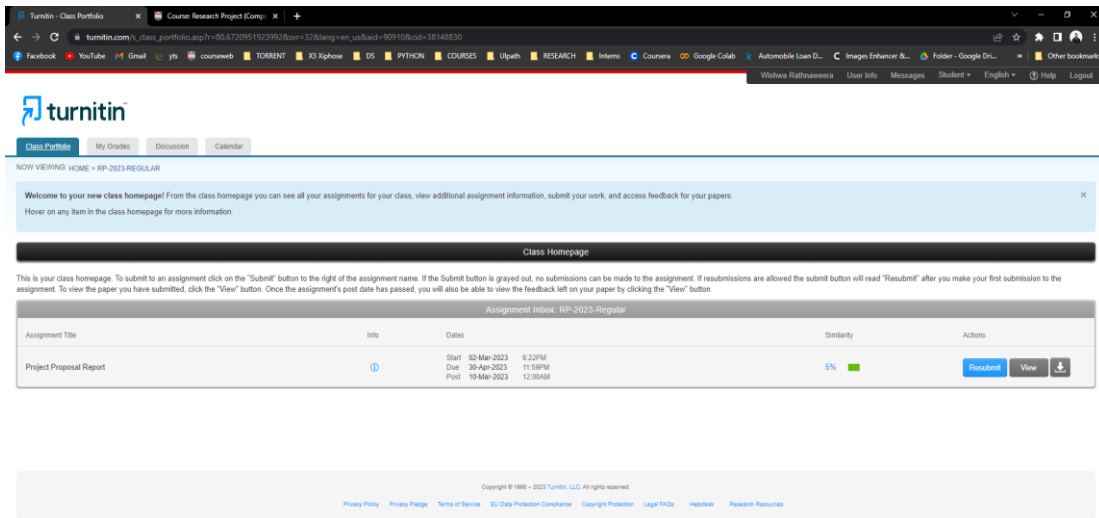 Turnitin - Class Portfolio
Course: Research Project (Comp
turnitin.com/s_class_portfolio.asp?r=80.6720951923992&svr=32&lang=en_us&aid=90910&cid=38148830
Facebook YouTube Gmail yts courseweb TORRENT X3 Xiphose DS PYTHON COURSES UIpath RESEARCH Interns Coursera Google Colab Automobile Loan D... Images Enhancer &... Folder - Google Dri... » Other bookmark
Wishwa Rathnaweera User Info Messages Student English Help Logout
turnitin
Class Portfolio My Grades Discussion Calendar
NOW VIEWING: HOME > RP-2023-REGULAR
Welcome to your new class homepage! From the class homepage you can see all your assignments for your class, view additional assignment information, submit your work, and access feedback for your papers.
Hover on any item in the class homepage for more information.
Class Homepage
This is your class homepage. To submit to an assignment click on the "Submit" button to the right of the assignment name. If the Submit button is grayed out, no submissions can be made to the assignment. If resubmissions are allowed the submit button will read "Resubmit" after you make your first submission to the
assignment. To view the paper you have submitted, click the "View" button. Once the assignment's post date has passed, you will also be able to view the feedback left on your paper by clicking the "View" button.
Assignment Inbox: RP-2023-Regular
Assignment Title Info Dates Similarity Actions
Start 02-Mar-2023 6:22PM
Project Proposal Report Due 30-Apr-2023 11:59PM 5% Resubmit View
Post 10-Mar-2023 12:00AM
Copyright © 1998 – 2023 Turnitin, LLC. All rights reserved.
Privacy Policy Privacy Pledge Terms of Service EU Data Protection Compliance Copyright Protection Legal FAQs Helpdesk Research Resources